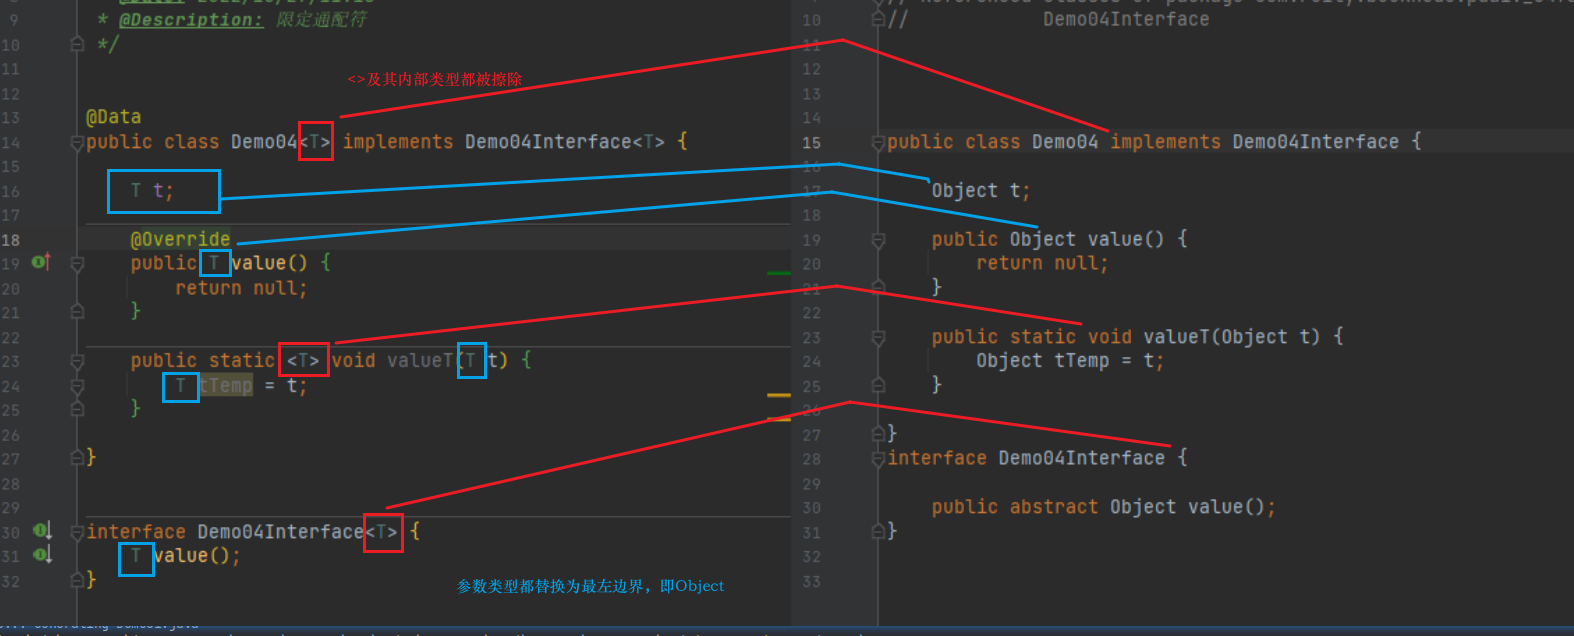 9 * @Description: 限定通配符
10 */
11
12
13 @Data
14 public class Demo04<T> implements Demo04Interface<T> {
15
16 T t;
17
18 @Override
19 public T value() {
20 return null;
21 }
22
23 public static <T> void valueT(T t) {
24 T tTemp = t;
25 }
26
27 }
28
29
30 interface Demo04Interface<T> {
31 T value();
32 }
<>及其内部类型都被擦除
参数类型都替换为最左边界，即Object
10 // Demo04Interface
11
12
13
14
15 public class Demo04 implements Demo04Interface {
16
17 Object t;
18
19 public Object value() {
20 return null;
21 }
22
23 public static void valueT(Object t) {
24 Object tTemp = t;
25 }
26
27 }
28 interface Demo04Interface {
29
30 public abstract Object value();
31 }
32
33